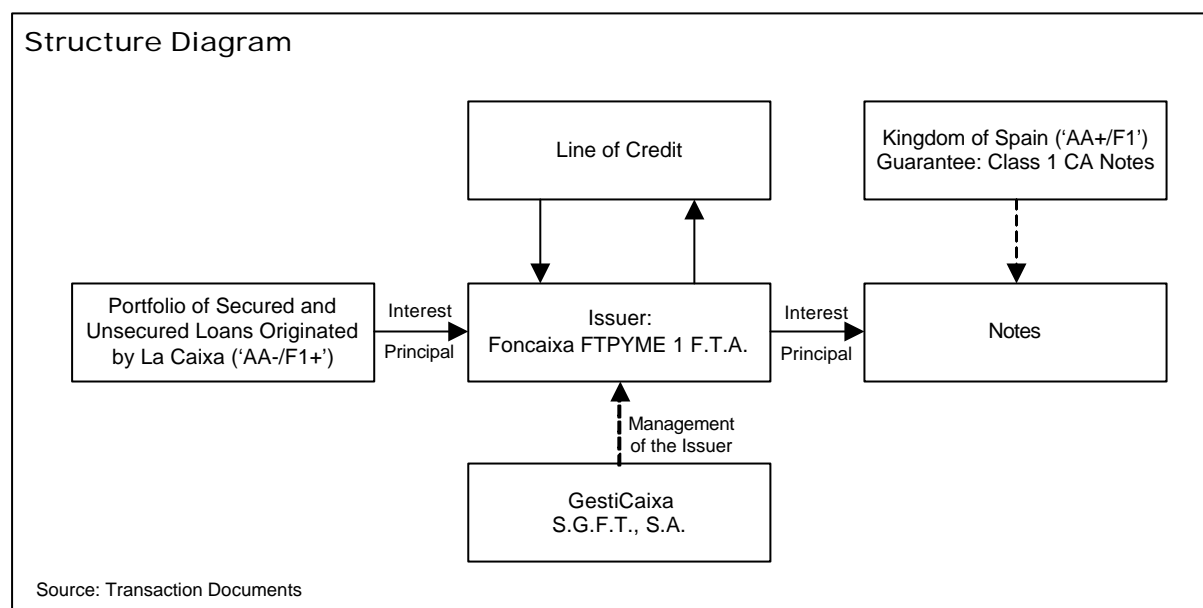 Structure Diagram
Line of Credit
Kingdom of Spain (‘AA+/F1’)
Guarantee: Class 1 CA Notes
Portfolio of Secured and
Unsecured Loans Originated
by La Caixa (‘AA-/F1+’)
Interest
Principal
Issuer:
Foncaixa FTPYME 1 F.T.A.
Interest
Principal
Notes
Management
of the Issuer
GestiCaixa
S.G.F.T., S.A.
Source: Transaction Documents